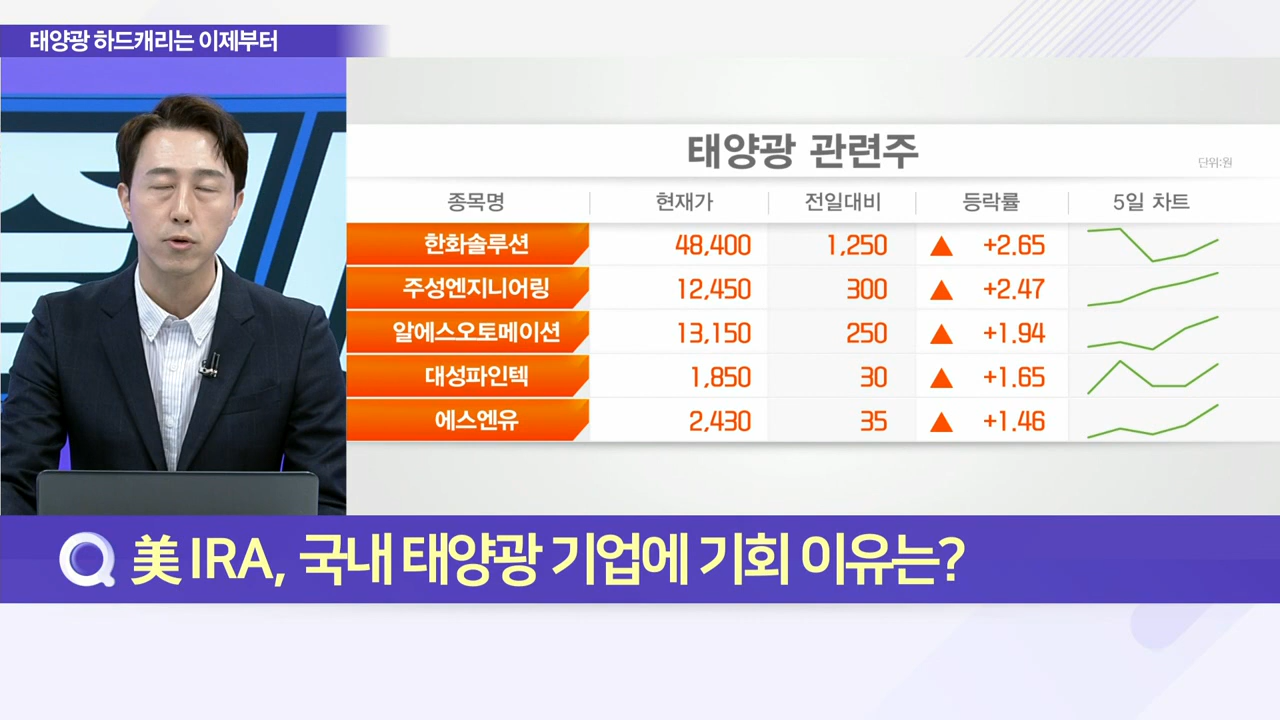 태양광 하드캐리는 이제부터
태양광 관련주
단위:원
종목명 현재가 전일대비 등락률 5일 차트
한화솔루션 48,400 1,250 ▲ +2.65
주성엔지니어링 12,450 300 ▲ +2.47
알에스오토메이션 13,150 250 ▲ +1.94
대성파인텍 1,850 30 ▲ +1.65
에스엔유 2,430 35 ▲ +1.46
Q 美 IRA, 국내 태양광 기업에 기회 이유는?